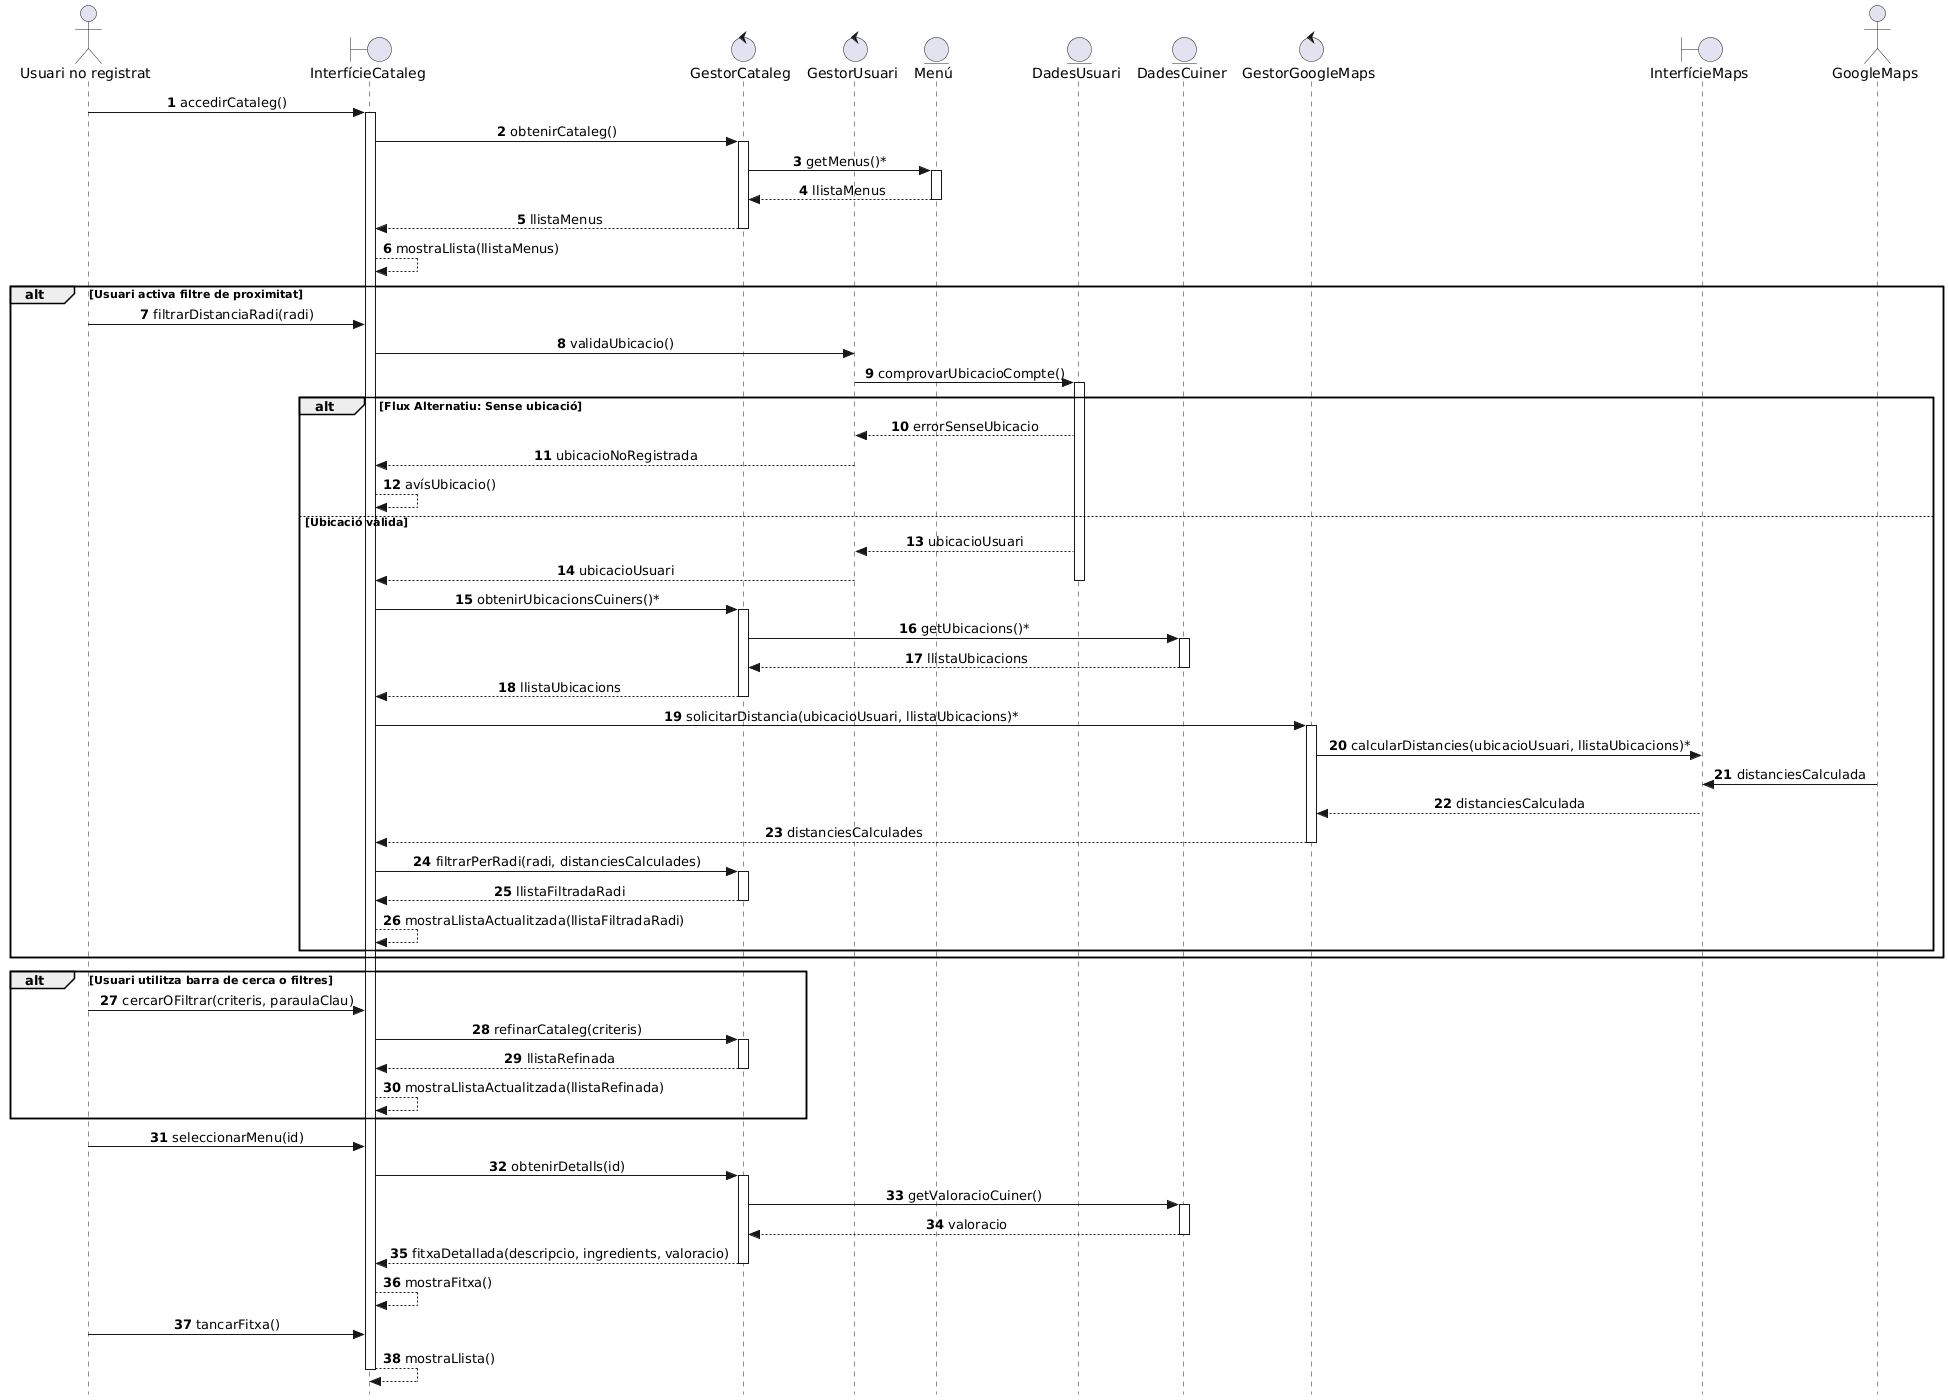 Usuari no registrat
InterfícieCataleg
GestorCataleg
GestorUsuari
Menú
DadesUsuari
DadesCuiner
GestorGoogleMaps
InterfícieMaps
GoogleMaps
1 accedirCataleg()
2 obtenirCataleg()
3 getMenus()*
4 llistaMenus
5 llistaMenus
6 mostraLlista(llistaMenus)
alt [Usuari activa filtre de proximitat]
7 filtrarDistanciaRadi(radi)
8 validaUbicacio()
9 comprovarUbicacioCompte()
alt [Flux Alternatiu: Sense ubicació]
10 errorSenseUbicacio
11 ubicacioNoRegistrada
12 avísUbicacio()
[Ubicació vàlida]
13 ubicacioUsuari
14 ubicacioUsuari
15 obtenirUbicacionsCuiners()*
16 getUbicacions()*
17 llistaUbicacions
18 llistaUbicacions
19 solicitarDistancia(ubicacioUsuari, llistaUbicacions)*
20 calcularDistancies(ubicacioUsuari, llistaUbicacions)*
21 distanciesCalculada
22 distanciesCalculada
23 distanciesCalculades
24 filtrarPerRadi(radi, distanciesCalculades)
25 llistaFiltradaRadi
26 mostraLlistaActualitzada(llistaFiltradaRadi)
alt [Usuari utilitza barra de cerca o filtres]
27 cercarOFiltrar(criteris, paraulaClau)
28 refinarCataleg(criteris)
29 llistaRefinada
30 mostraLlistaActualitzada(llistaRefinada)
31 seleccionarMenu(id)
32 obtenirDetalls(id)
33 getValoracioCuiner()
34 valoracio
35 fitxaDetallada(descripcio, ingredients, valoracio)
36 mostraFitxa()
37 tancarFitxa()
38 mostraLlista()